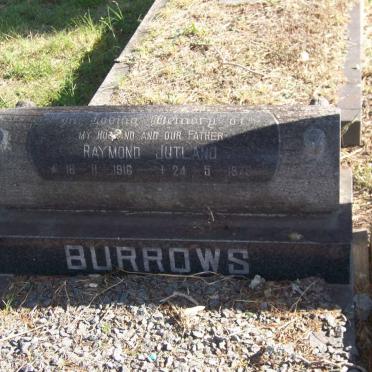 In Loving Memory of
MY HUSBAND AND OUR FATHER
RAYMOND JUTLAND
* 16 · 11 · 1916 + 24 · 5
BURROWS